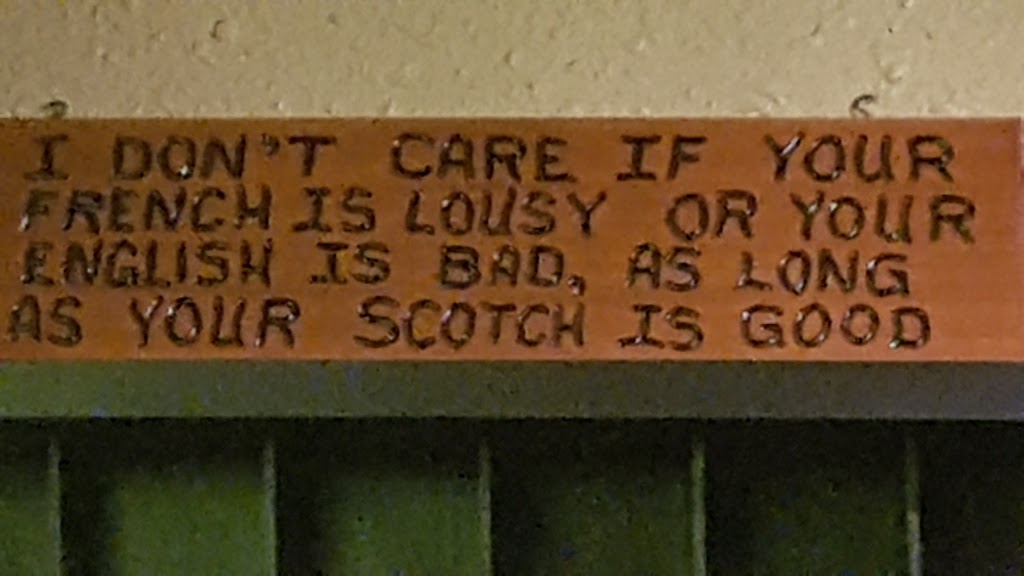 I DON'T CARE IF YOUR
FRENCH IS LOUSY OR YOUR
ENGLISH IS BAD, AS LONG
AS YOUR SCOTCH IS GOOD